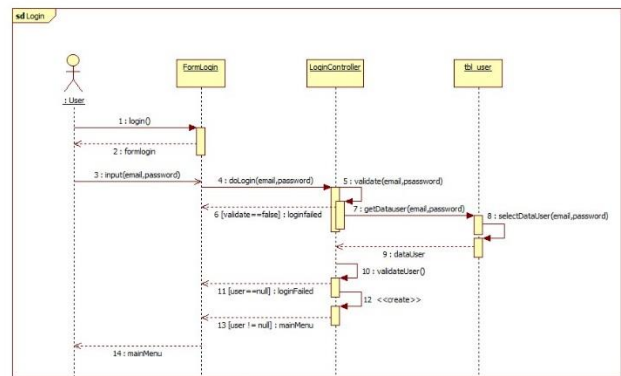 sd Login
FormLogin
LoginController
tbl_user
: User
1 : login()
2 : formlogin
3 : input(email,password)
4 : doLogin(email,password)
5 : validate(email,psassword)
6 [validate==false] : loginfailed
7 : getDatauser(email,password)
8 : selectDataUser(email,password)
9 : dataUser
10 : validateUser()
11 [user==null] : loginFailed
12 <<create>>
13 [user != null] : mainMenu
14 : mainMenu